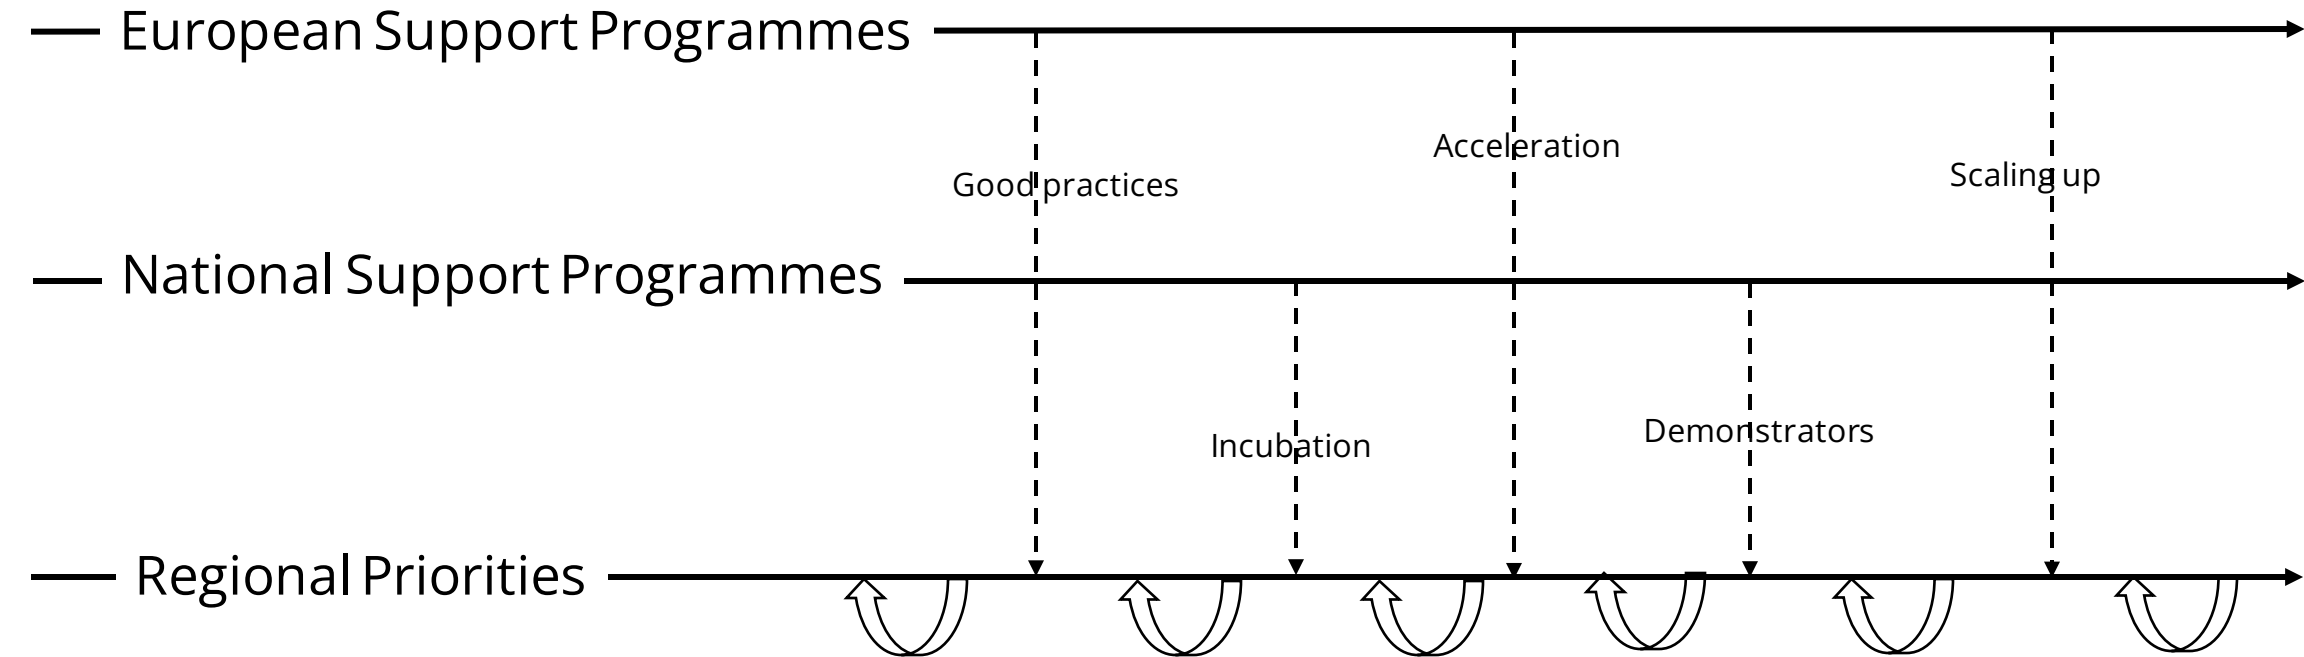 European Support Programmes
Acceleration
Good practices
Scaling up
National Support Programmes
Demonstrators
Incubation
Regional Priorities